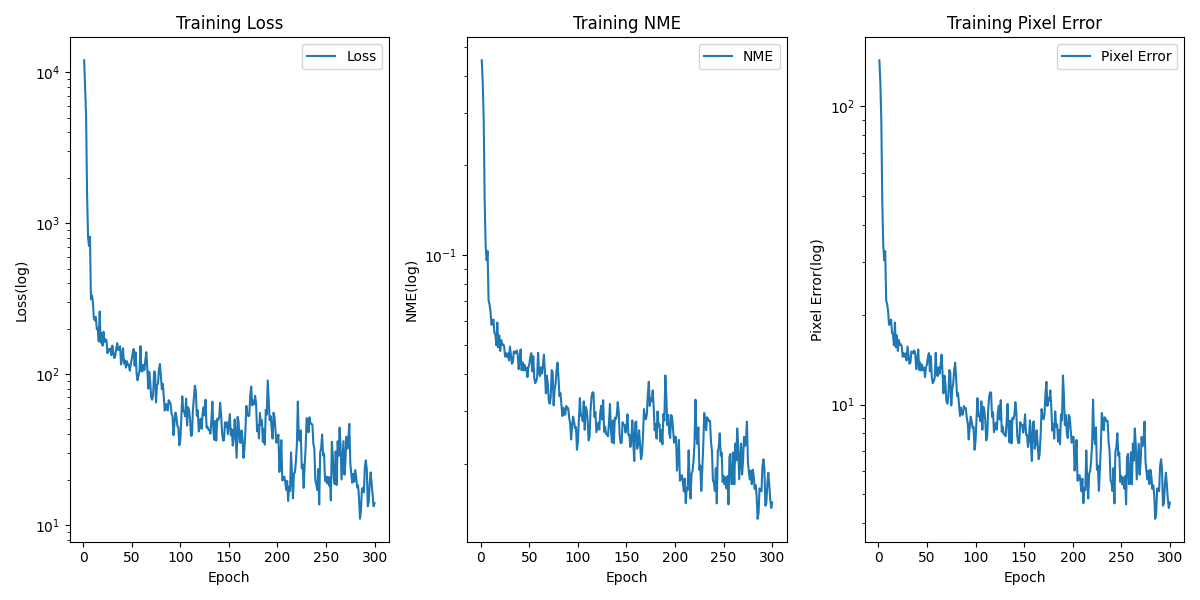 Training Loss
Loss
10^4
10^3
10^2
10^1
Loss(log)
0 50 100 150 200 250 300
Epoch
Training NME
NME
10^-1
NME(log)
0 50 100 150 200 250 300
Epoch
Training Pixel Error
Pixel Error
10^2
10^1
Pixel Error(log)
0 50 100 150 200 250 300
Epoch